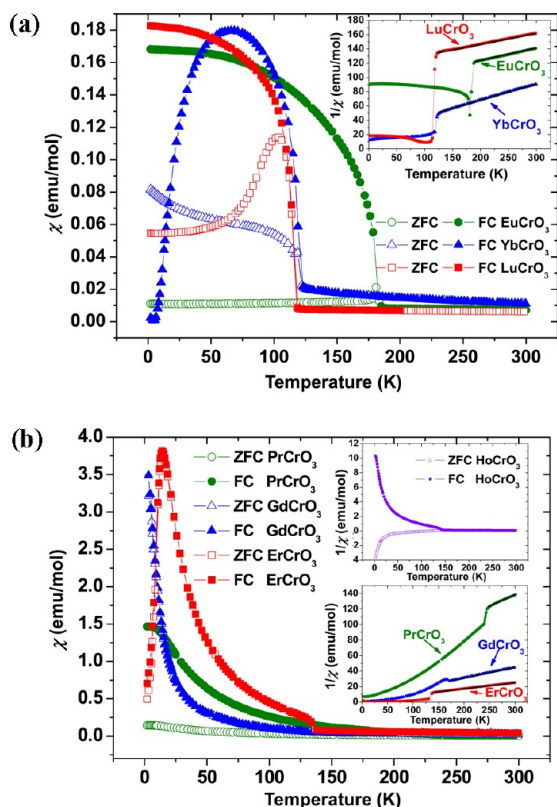 (a)
χ (emu/mol)
0.18
0.16
0.14
0.12
0.10
0.08
0.06
0.04
0.02
0.00
0 50 100 150 200 250 300
Temperature (K)
ZFC FC EuCrO3
ZFC FC YbCrO3
ZFC FC LuCrO3
1/χ (emu/mol)
180
160
140
120
100
80
60
40
20
0
0 50 100 150 200 250 300
Temperature (K)
LuCrO3
EuCrO3
YbCrO3
(b)
χ (emu/mol)
4.0
3.5
3.0
2.5
2.0
1.5
1.0
0.5
0.0
0 50 100 150 200 250 300
Temperature (K)
ZFC PrCrO3
FC PrCrO3
ZFC GdCrO3
FC GdCrO3
ZFC ErCrO3
FC ErCrO3
1/χ (emu/mol)
10
8
6
4
2
0
2
4
0 50 100 150 200 250 300
Temperature (K)
ZFC HoCrO3
FC HoCrO3
1/χ (emu/mol)
140
120
100
80
60
40
20
0
0 50 100 150 200 250 300
Temperature (K)
PrCrO3
GdCrO3
ErCrO3